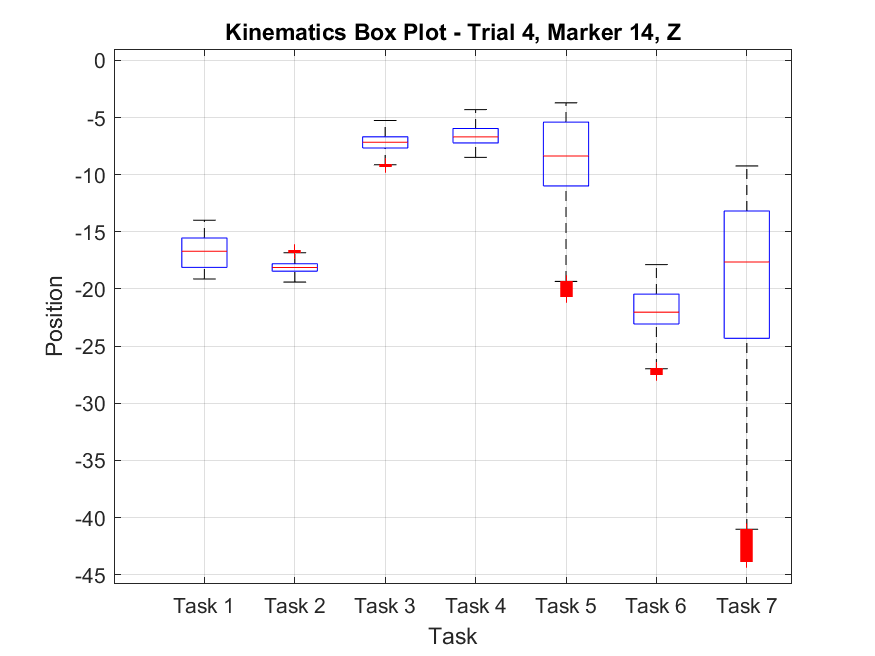 Kinematics Box Plot - Trial 4, Marker 14, Z
0
-5
-10
-15
-20
-25
-30
-35
-40
-45
Position
Task 1 Task 2 Task 3 Task 4 Task 5 Task 6 Task 7
Task